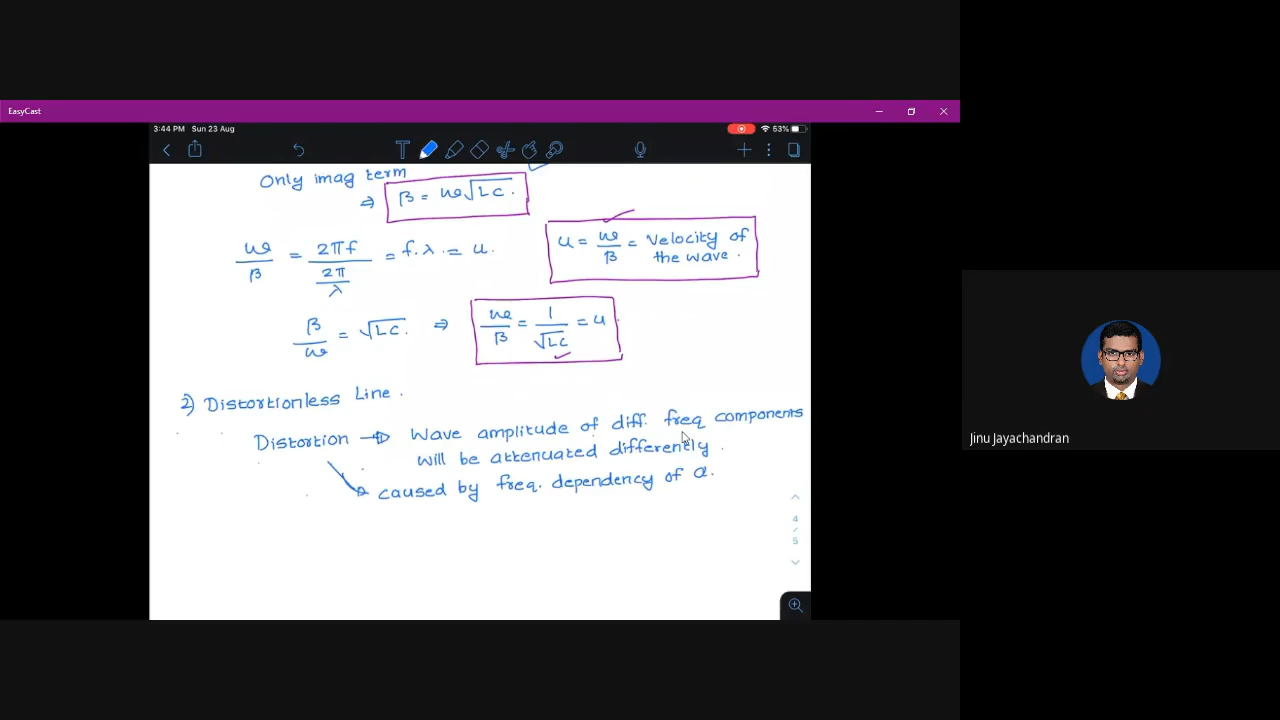 EasyCast
3:44 PM Sun 23 Aug
53%
Only imag term
⇒ β = ω√LC.
ω/β = 2πf / (2π/λ) = f.λ = u.
u = ω/β = Velocity of
the wave.
β/ω = √LC. ⇒ ω/β = 1/√LC = u
2) Distortionless Line.
Distortion → Wave amplitude of diff. freq components
will be attenuated differently.
→ caused by freq. dependency of α.
4
5
Jinu Jayachandran